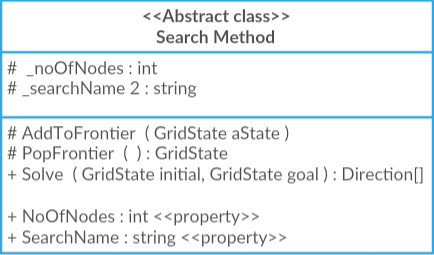 <<Abstract class>>
Search Method
# _noOfNodes : int
# _searchName 2 : string
# AddToFrontier ( GridState aState )
# PopFrontier ( ) : GridState
+ Solve ( GridState initial, GridState goal ) : Direction[]
+ NoOfNodes : int <<property>>
+ SearchName : string <<property>>